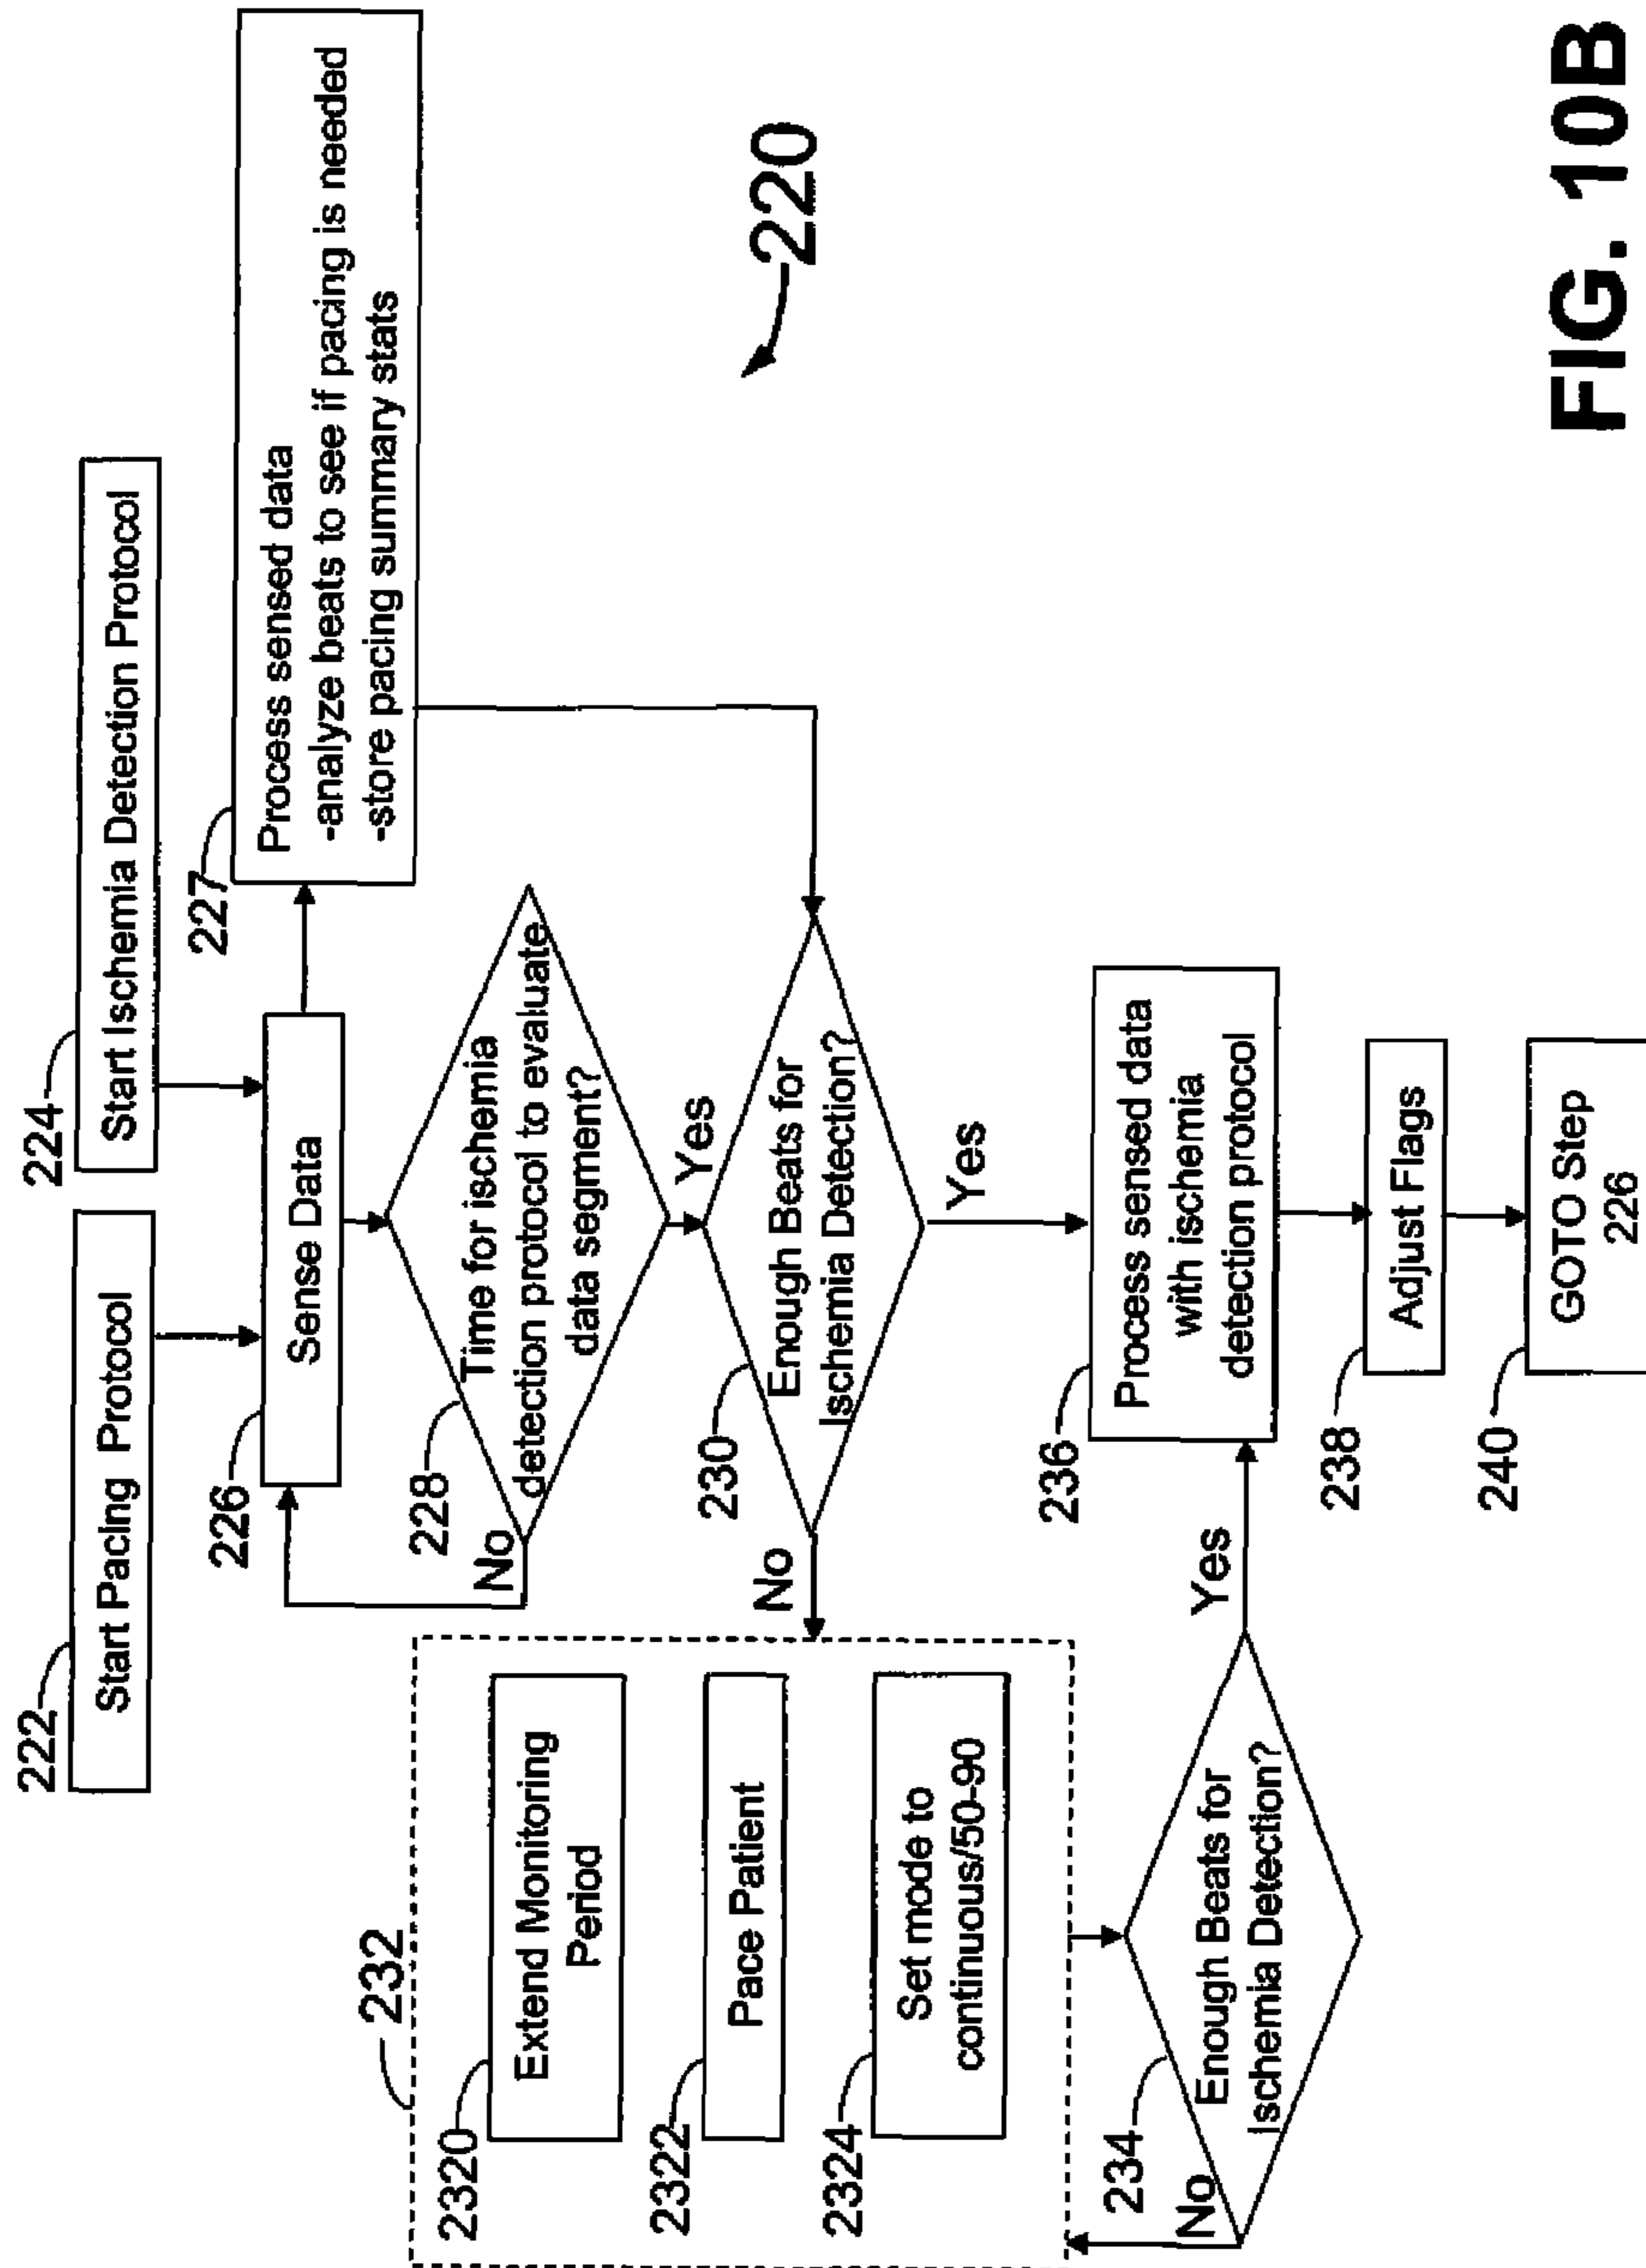 222
Start Pacing Protocol
224
Start Ischemia Detection Protocol
226
Sense Data
227
Process sensed data
-analyze beats to see if pacing is needed
-store pacing summary stats
228
Time for ischemia
detection protocol to evaluate
data segment?
No
Yes
220
230
Enough Beats for
Ischemia Detection?
No
Yes
232
2320
Extend Monitoring
Period
2322
Pace Patient
2324
Set mode to
continuous/50-90
234
Enough Beats for
Ischemia Detection?
No
Yes
236
Process sensed data
with ischemia
detection protocol
238
Adjust Flags
240
GOTO Step
226
FIG. 10B